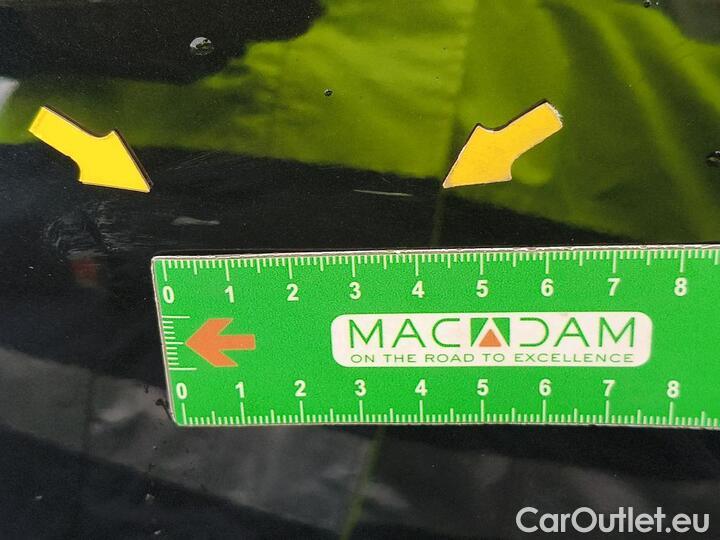 0 1 2 3 4 5 6 7 8
MACADAM
ON THE ROAD TO EXCELLENCE
0 1 2 3 4 5 6 7 8
CarOutlet.eu